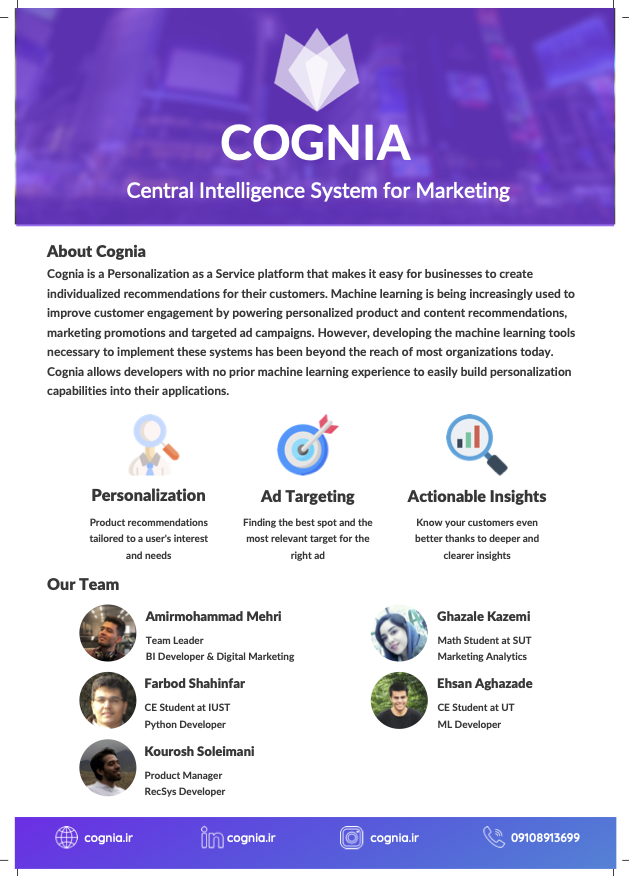 COGNIA
Central Intelligence System for Marketing
About Cognia
Cognia is a Personalization as a Service platform that makes it easy for businesses to create
individualized recommendations for their customers. Machine learning is being increasingly used to
improve customer engagement by powering personalized product and content recommendations,
marketing promotions and targeted ad campaigns. However, developing the machine learning tools
necessary to implement these systems has been beyond the reach of most organizations today.
Cognia allows developers with no prior machine learning experience to easily build personalization
capabilities into their applications.
Personalization
Product recommendations
tailored to a user's interest
and needs
Ad Targeting
Finding the best spot and the
most relevant target for the
right ad
Actionable Insights
Know your customers even
better thanks to deeper and
clearer insights
Our Team
Amirmohammad Mehri
Team Leader
BI Developer & Digital Marketing
Ghazale Kazemi
Math Student at SUT
Marketing Analytics
Farbod Shahinfar
CE Student at IUST
Python Developer
Ehsan Aghazade
CE Student at UT
ML Developer
Kourosh Soleimani
Product Manager
RecSys Developer
cognia.ir
in cognia.ir
cognia.ir
09108913699